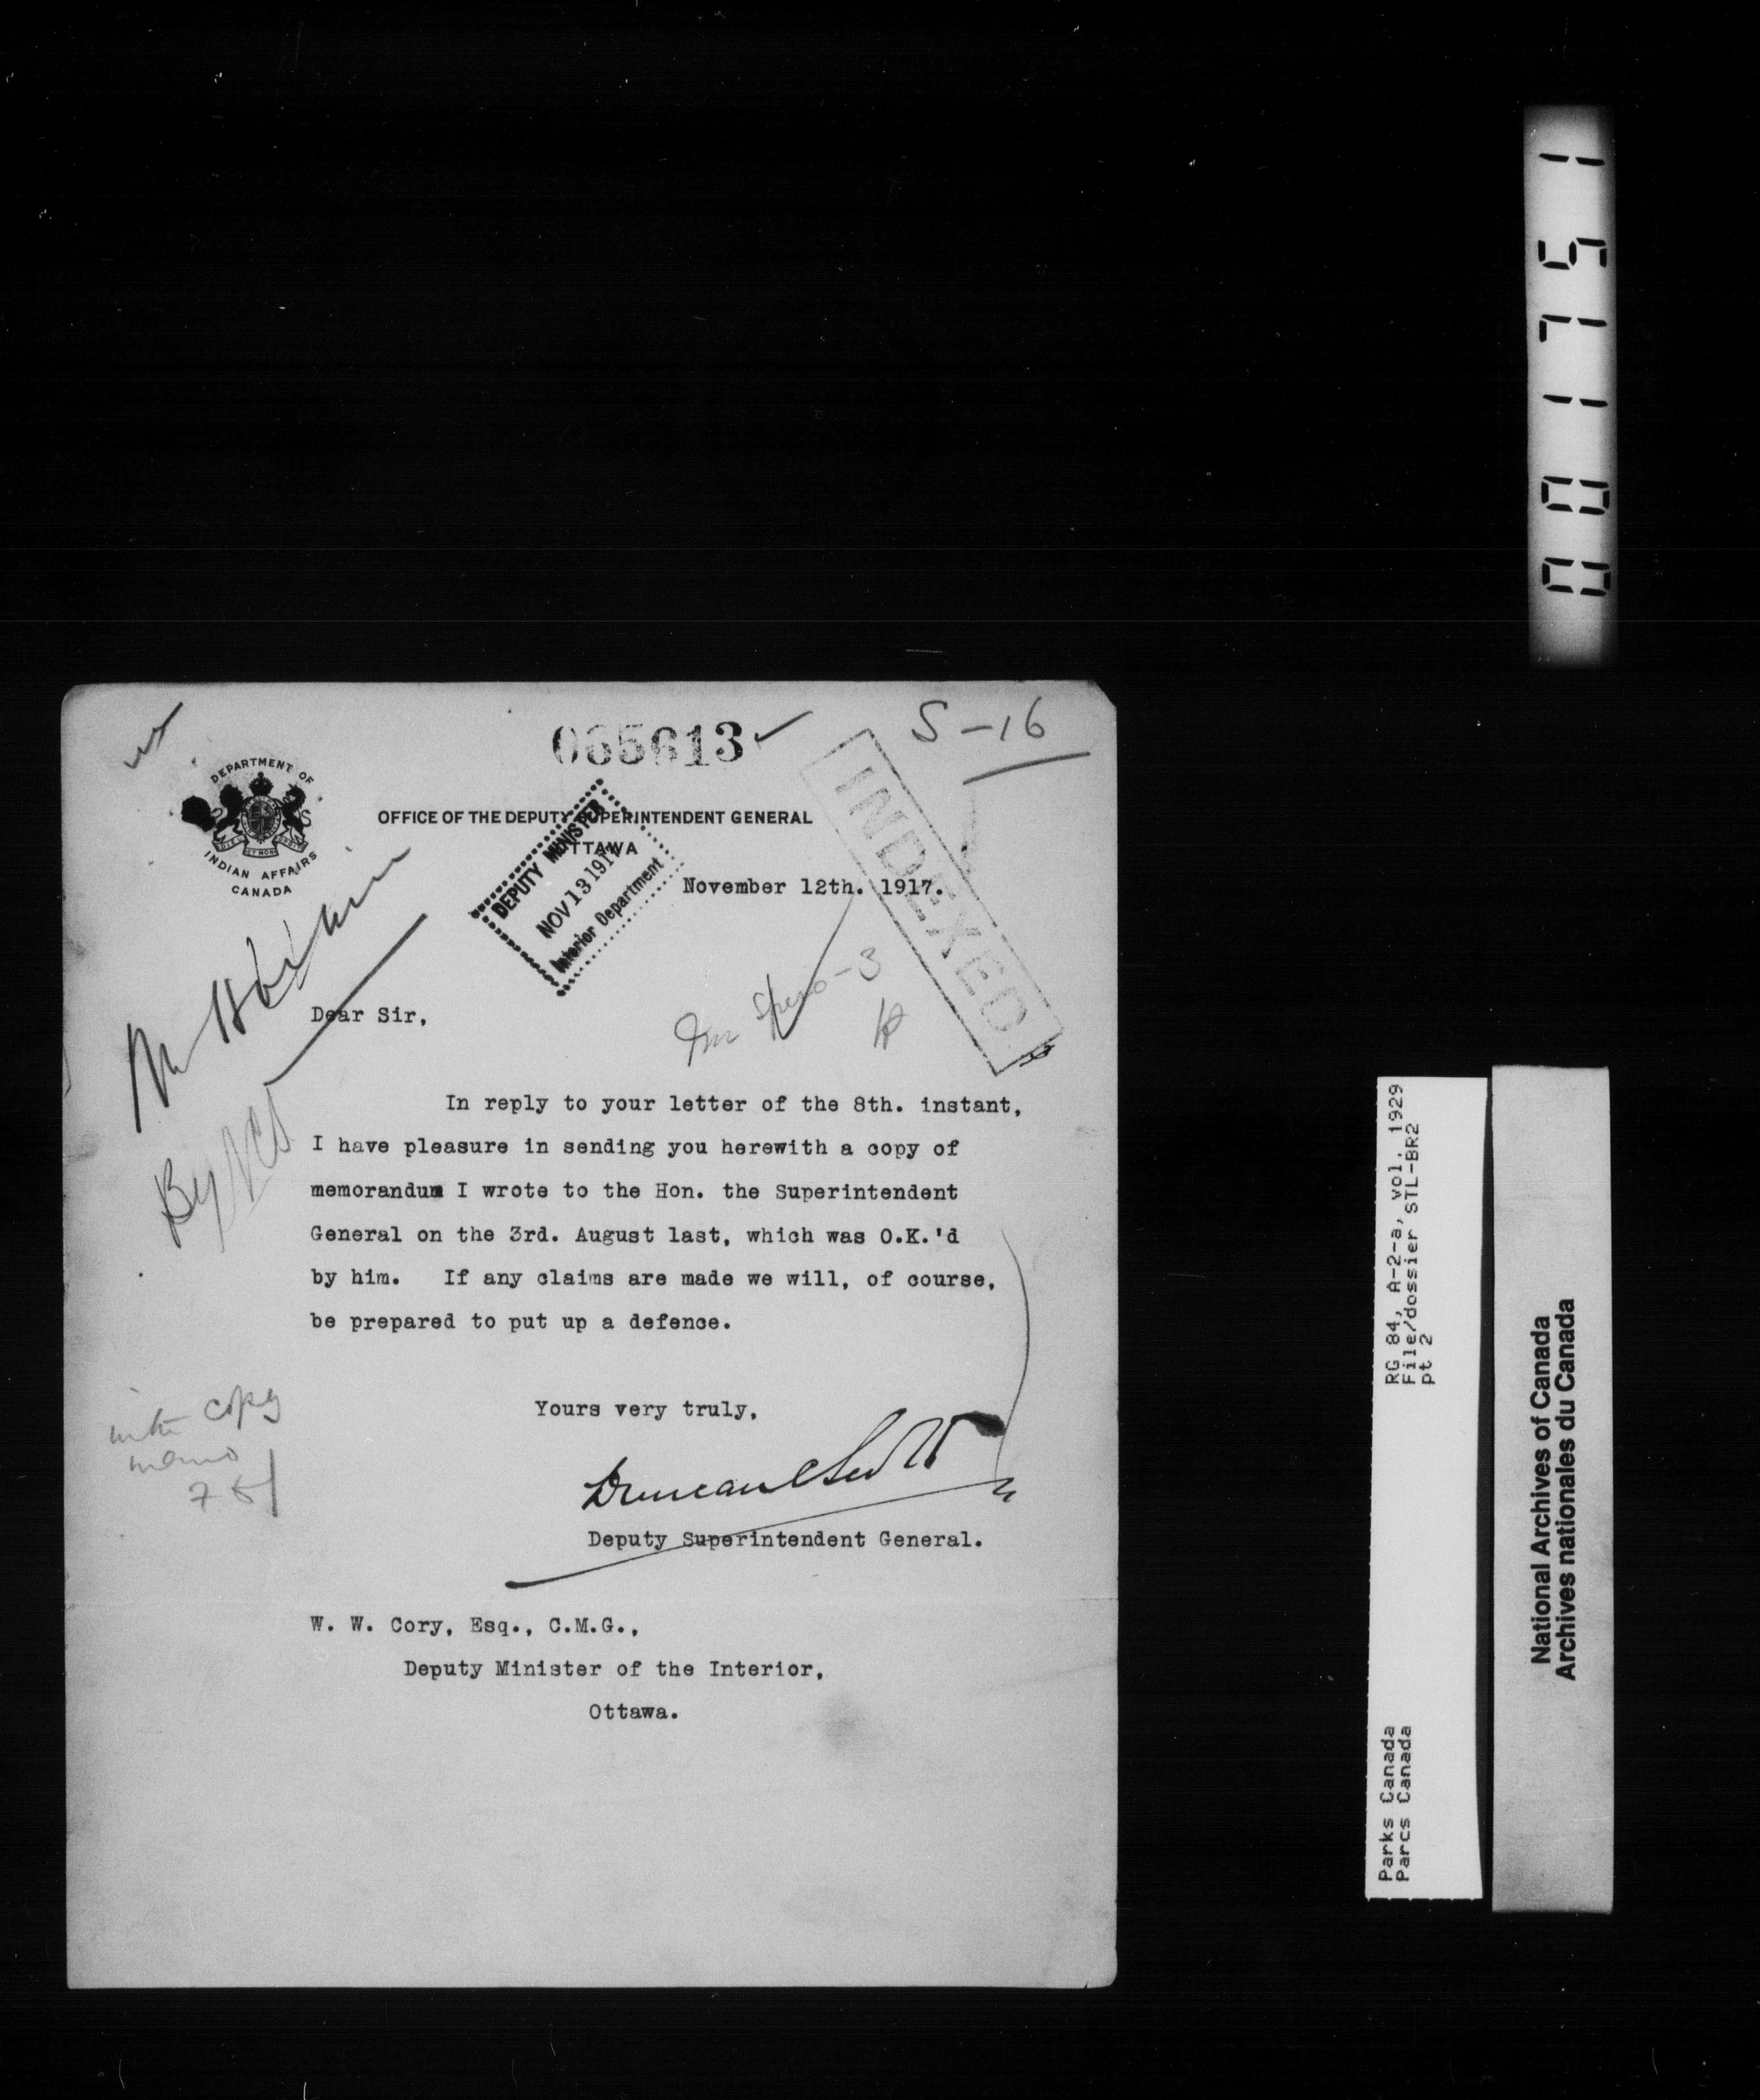 S-16
065613
DEPARTMENT OF
INDIAN AFFAIRS
CANADA
OFFICE OF THE DEPUTY SUPERINTENDENT GENERAL
OTTAWA
DEPUTY MINISTER
NOV 13 1917
Interior Department
INDEXED
November 12th. 1917.
Dear Sir,
In reply to your letter of the 8th. instant,
I have pleasure in sending you herewith a copy of
memorandum I wrote to the Hon. the Superintendent
General on the 3rd. August last, which was O.K.'d
by him. If any claims are made we will, of course,
be prepared to put up a defence.
copy
memo
Yours very truly,
Duncan C Scott
Deputy Superintendent General.
W. W. Cory, Esq., C.M.G.,
Deputy Minister of the Interior,
Ottawa.
001751
RG 84, A-2-a, vol. 1929
File/dossier STL-BR2
pt 2
Parks Canada
Parcs Canada
National Archives of Canada
Archives nationales du Canada